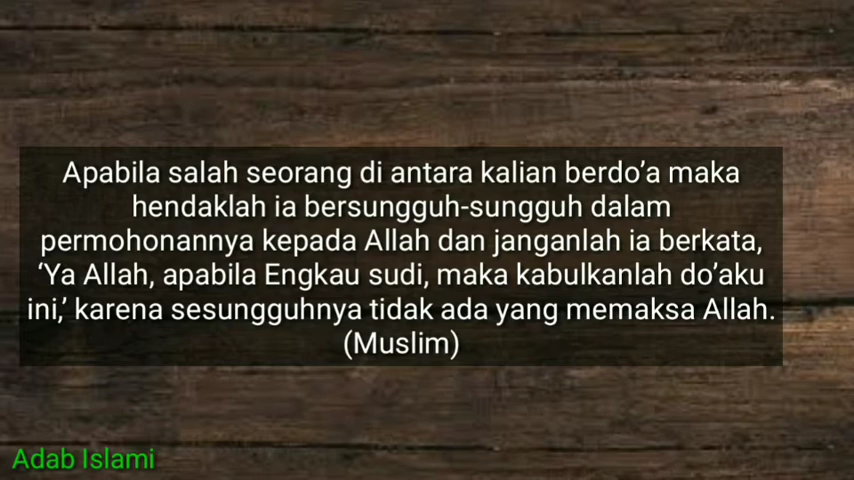 Apabila salah seorang di antara kalian berdo’a maka
hendaklah ia bersungguh-sungguh dalam
permohonannya kepada Allah dan janganlah ia berkata,
‘Ya Allah, apabila Engkau sudi, maka kabulkanlah do’aku
ini,’ karena sesungguhnya tidak ada yang memaksa Allah.
(Muslim)
Adab Islami